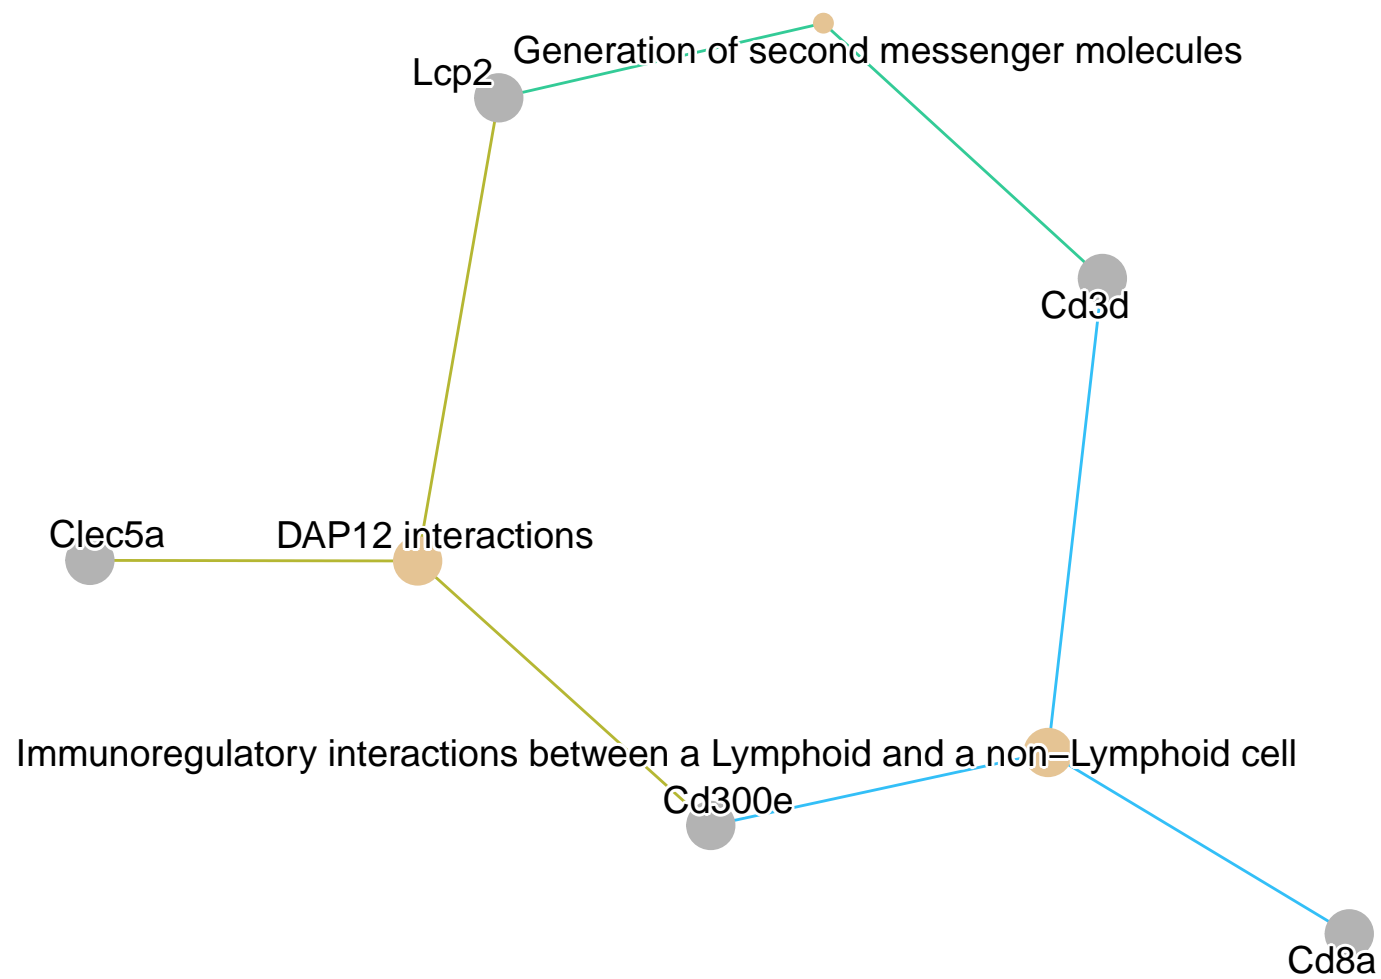 Generation of second messenger molecules
Lcp2
Cd3d
Clec5a
DAP12 interactions
Immunoregulatory interactions between a Lymphoid and a non−Lymphoid cell
Cd300e
Cd8a